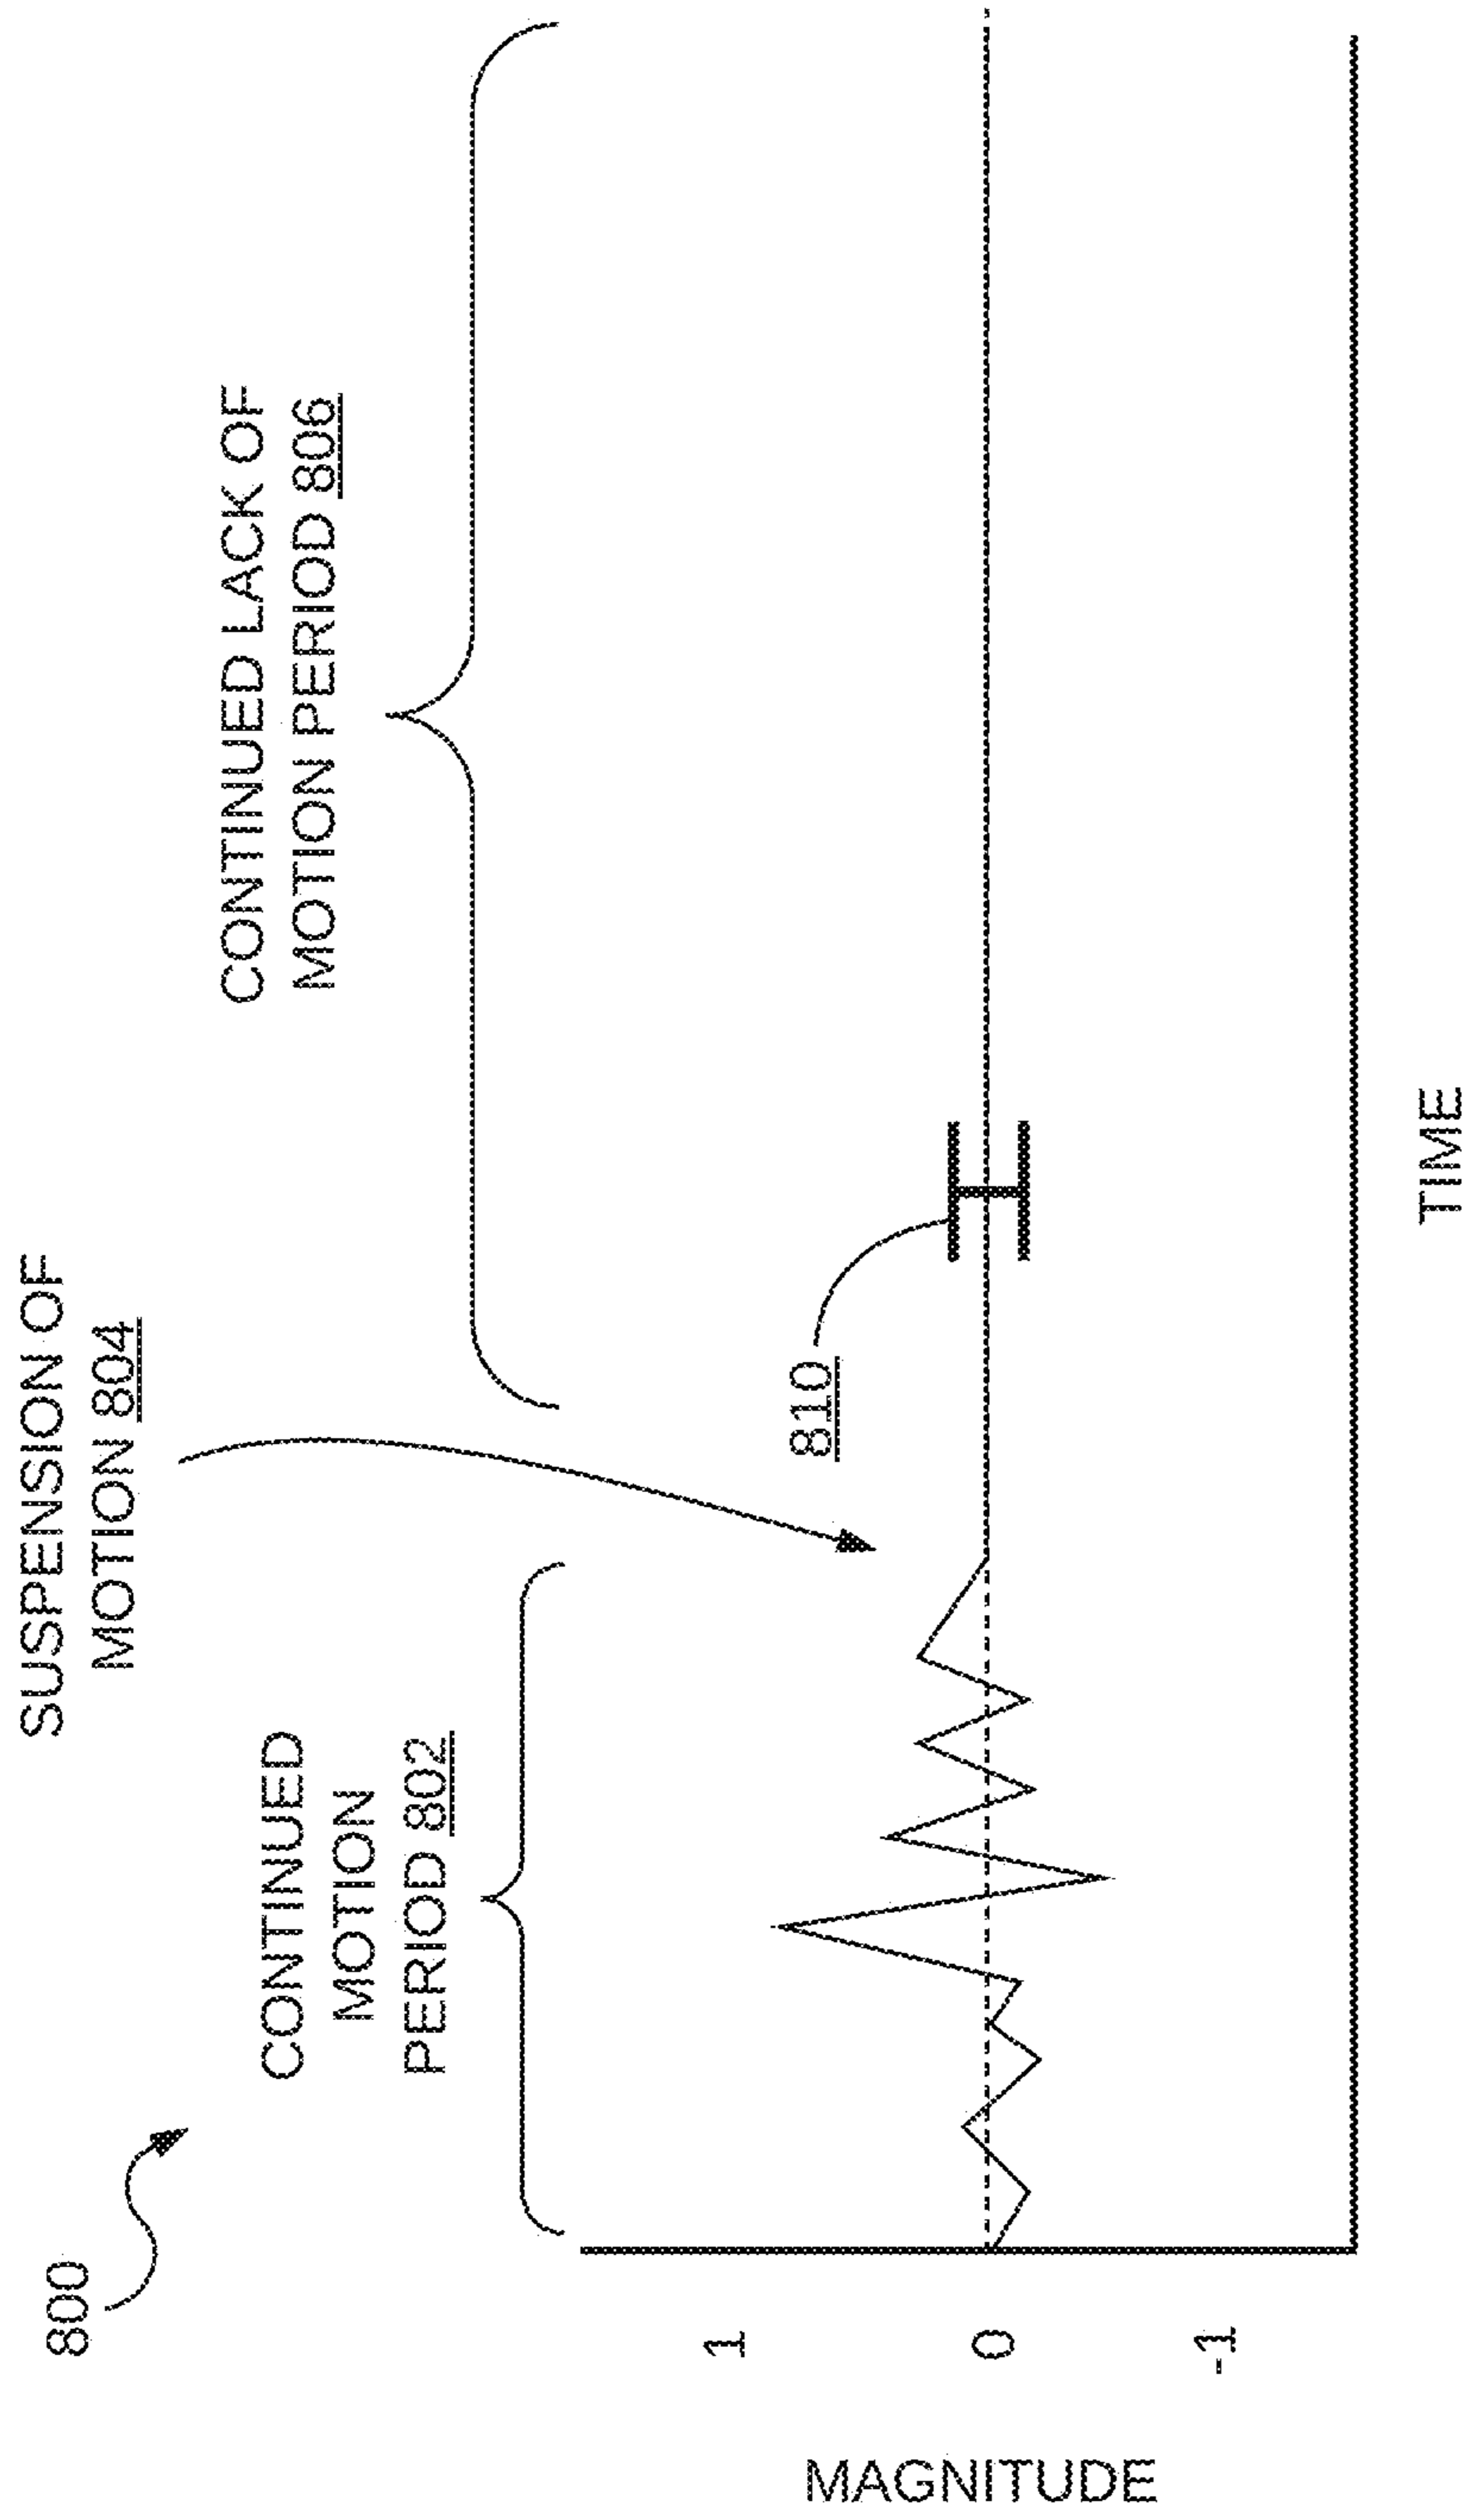 800
SUSPENSION OF
MOTION 804
CONTINUED LACK OF
MOTION PERIOD 806
CONTINUED
MOTION
PERIOD 802
810
1
0
-1
MAGNITUDE
TIME